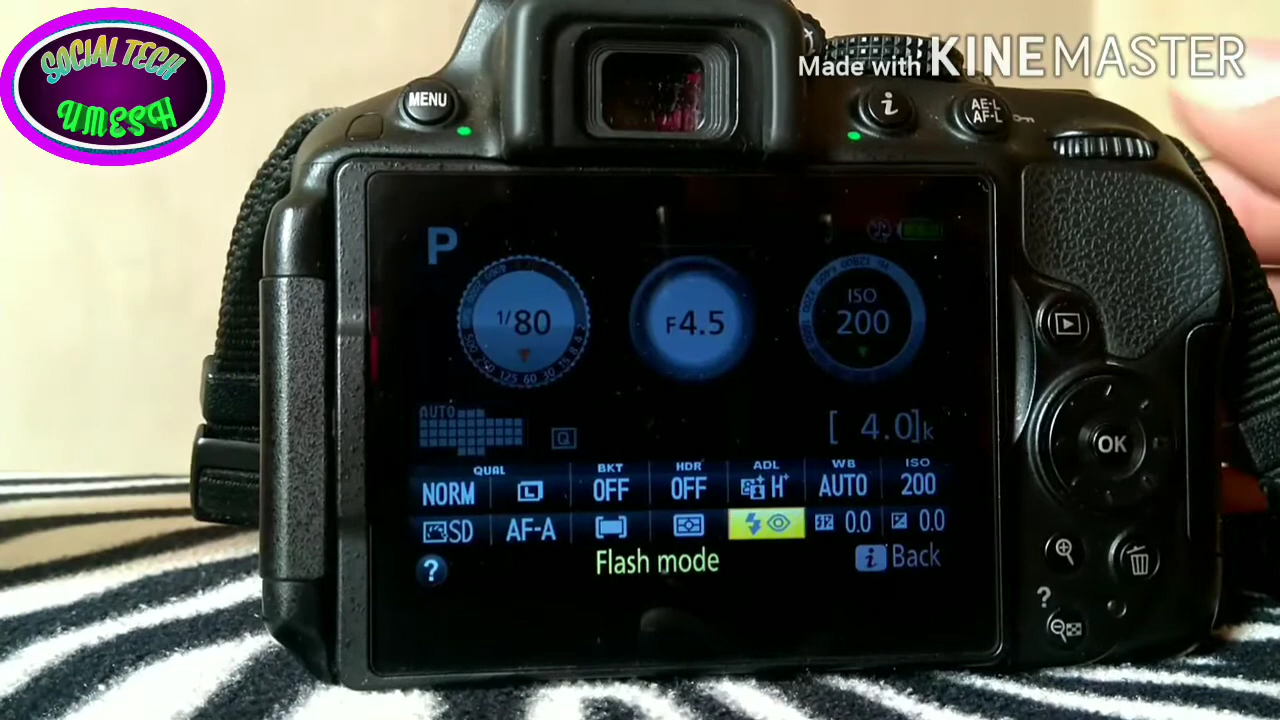 SOCIAL TECH
UMESH
Made with KINEMASTER
MENU
i
AE-L
AF-L
P
1/80
F4.5
ISO
200
AUTO
Q
[ 4.0]k
QUAL BKT HDR ADL WB ISO
NORM L OFF OFF H+ AUTO 200
SD AF-A 0.0 0.0
Flash mode
i Back
?
OK
?